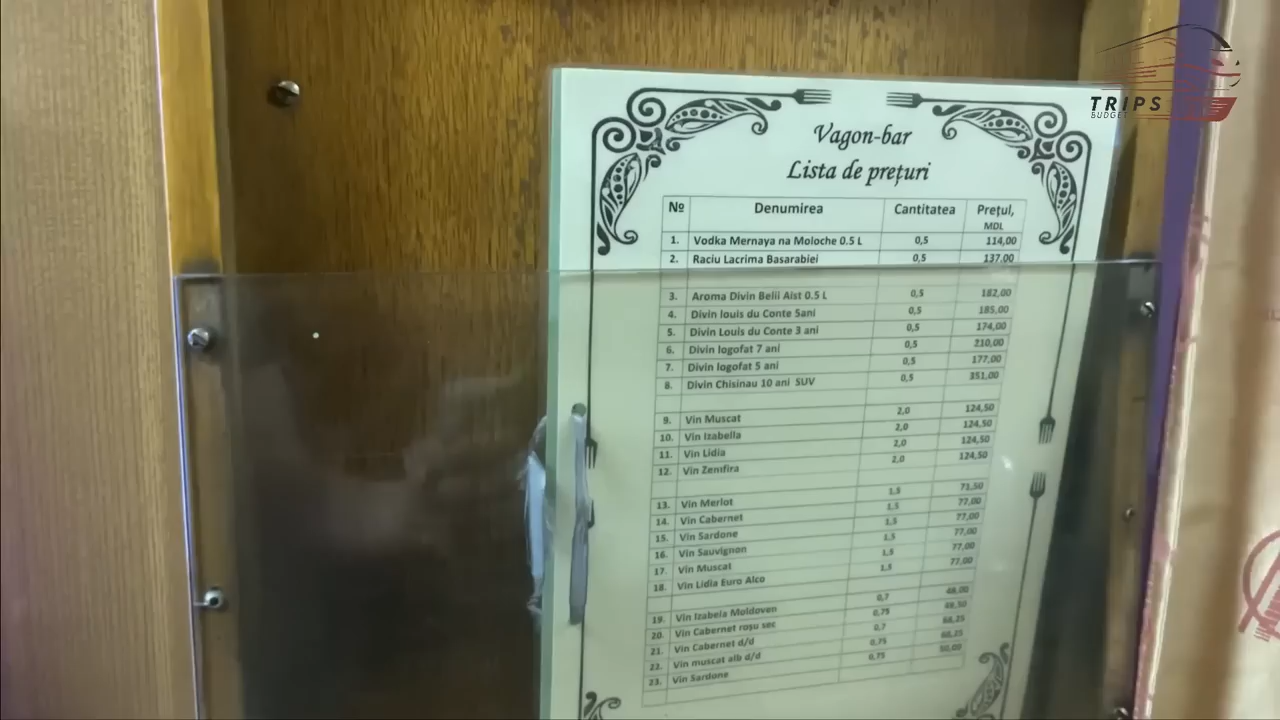 TRIPS
BUDGET
Vagon-bar
Lista de prețuri
№ Denumirea Cantitatea Prețul, MDL
1. Vodka Mernaya na Moloche 0.5 L 0,5 114,00
2. Raciu Lacrima Basarabiei 0,5 137,00
3. Aroma Divin Belii Aist 0.5 L 0,5 182,00
4. Divin louis du Conte 5ani 0,5 185,00
5. Divin Louis du Conte 3 ani 0,5 174,00
6. Divin logofat 7 ani 0,5 210,00
7. Divin logofat 5 ani 0,5 177,00
8. Divin Chisinau 10 ani SUV 0,5 351,00
9. Vin Muscat 2,0 124,50
10. Vin Izabella 2,0 124,50
11. Vin Lidia 2,0 124,50
12. Vin Zemfira 2,0 124,50
13. Vin Merlot 1,5 73,50
14. Vin Cabernet 1,5 77,00
15. Vin Sardone 1,5 77,00
16. Vin Sauvignon 1,5 77,00
17. Vin Muscat 1,5 77,00
18. Vin Lidia Euro Alco 1,5 77,00
19. Vin Izabela Moldoven 0,7 48,00
20. Vin Cabernet roșu sec 0,75 49,50
21. Vin Cabernet d/d 0,7 66,25
22. Vin muscat alb d/d 0,75 66,25
23. Vin Sardone 0,75 50,00